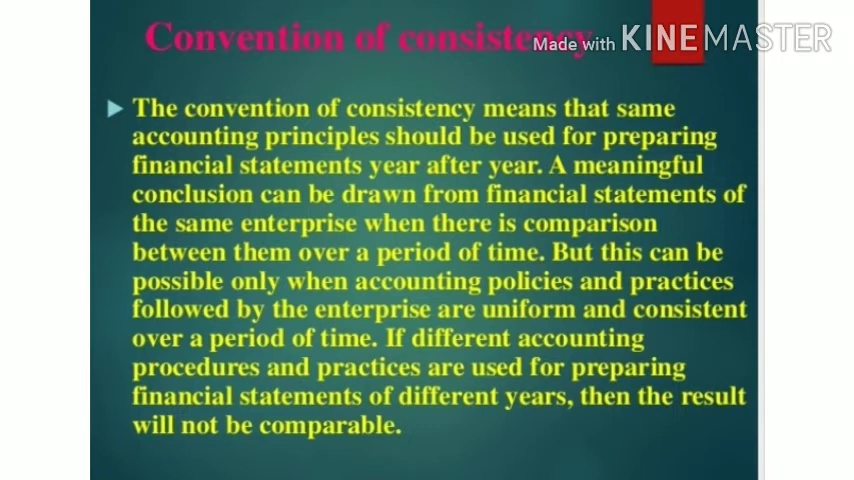 Convention of consistency
Made with KINEMASTER
The convention of consistency means that same
accounting principles should be used for preparing
financial statements year after year. A meaningful
conclusion can be drawn from financial statements of
the same enterprise when there is comparison
between them over a period of time. But this can be
possible only when accounting policies and practices
followed by the enterprise are uniform and consistent
over a period of time. If different accounting
procedures and practices are used for preparing
financial statements of different years, then the result
will not be comparable.